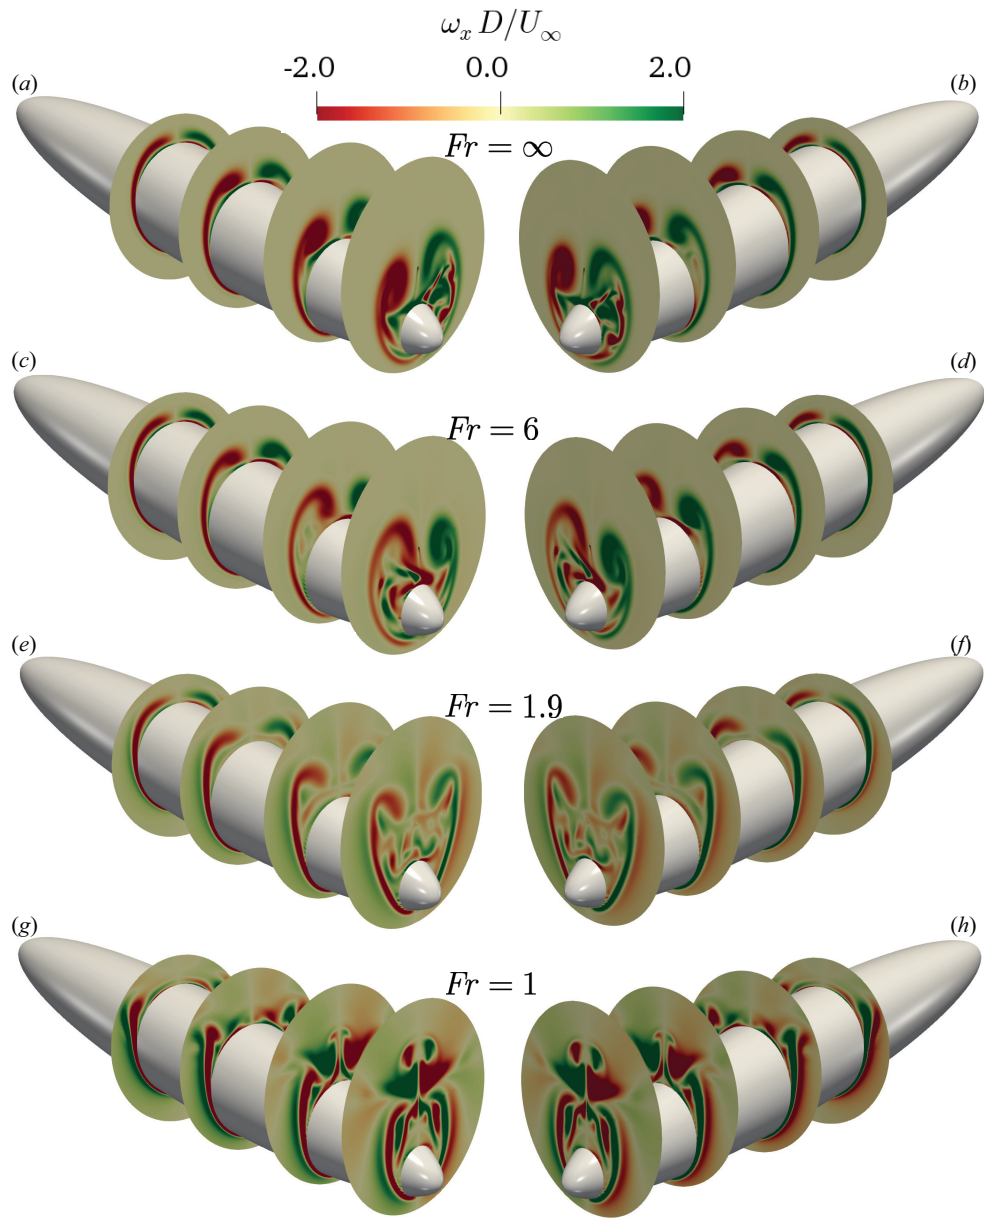 ω_x D/U_∞
-2.0 0.0 2.0
(a) (b)
Fr = ∞
(c) (d)
Fr = 6
(e) (f)
Fr = 1.9
(g) (h)
Fr = 1